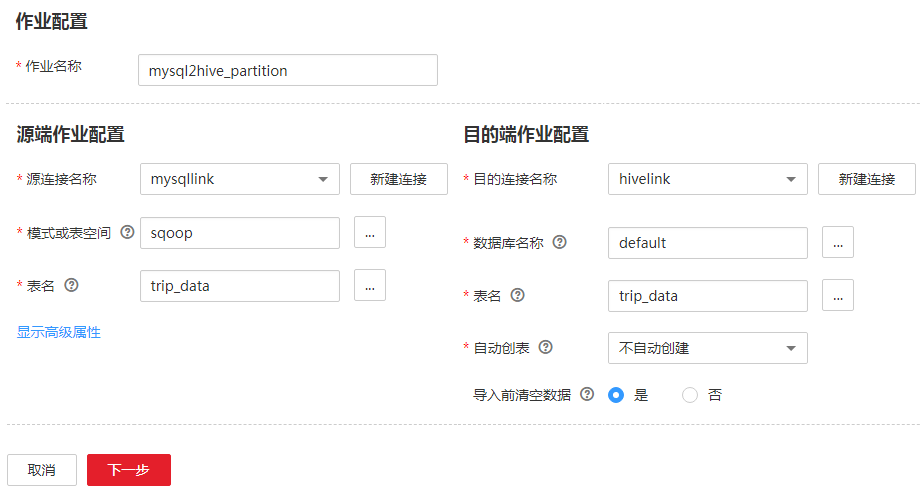 作业配置
* 作业名称 mysql2hive_partition
源端作业配置
* 源连接名称 mysqllink 新建连接
* 模式或表空间 ? sqoop ...
* 表名 ? trip_data ...
显示高级属性
目的端作业配置
* 目的连接名称 hivelink 新建连接
* 数据库名称 ? default ...
* 表名 ? trip_data ...
* 自动创表 ? 不自动创建
导入前清空数据 ? 是 否
取消 下一步